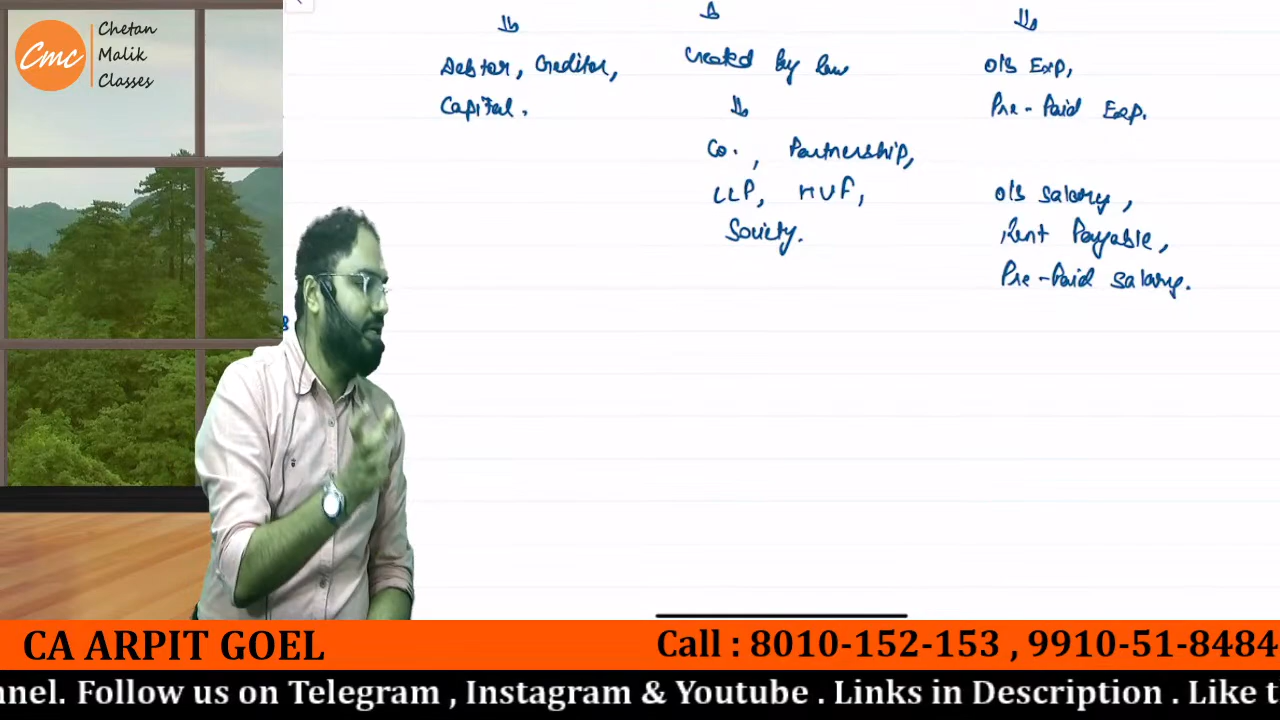 cmc
Chetan
Malik
Classes
Debtor, Creditor,
Capital.
Created by law
Co. , Partnership,
LLP, HUF,
Society.
O/S Exp,
Pre-Paid Exp.
O/S Salary,
Rent Payable,
Pre-Paid Salary.
8
CA ARPIT GOEL
Call : 8010-152-153 , 9910-51-8484
nnel. Follow us on Telegram , Instagram & Youtube . Links in Description . Like t